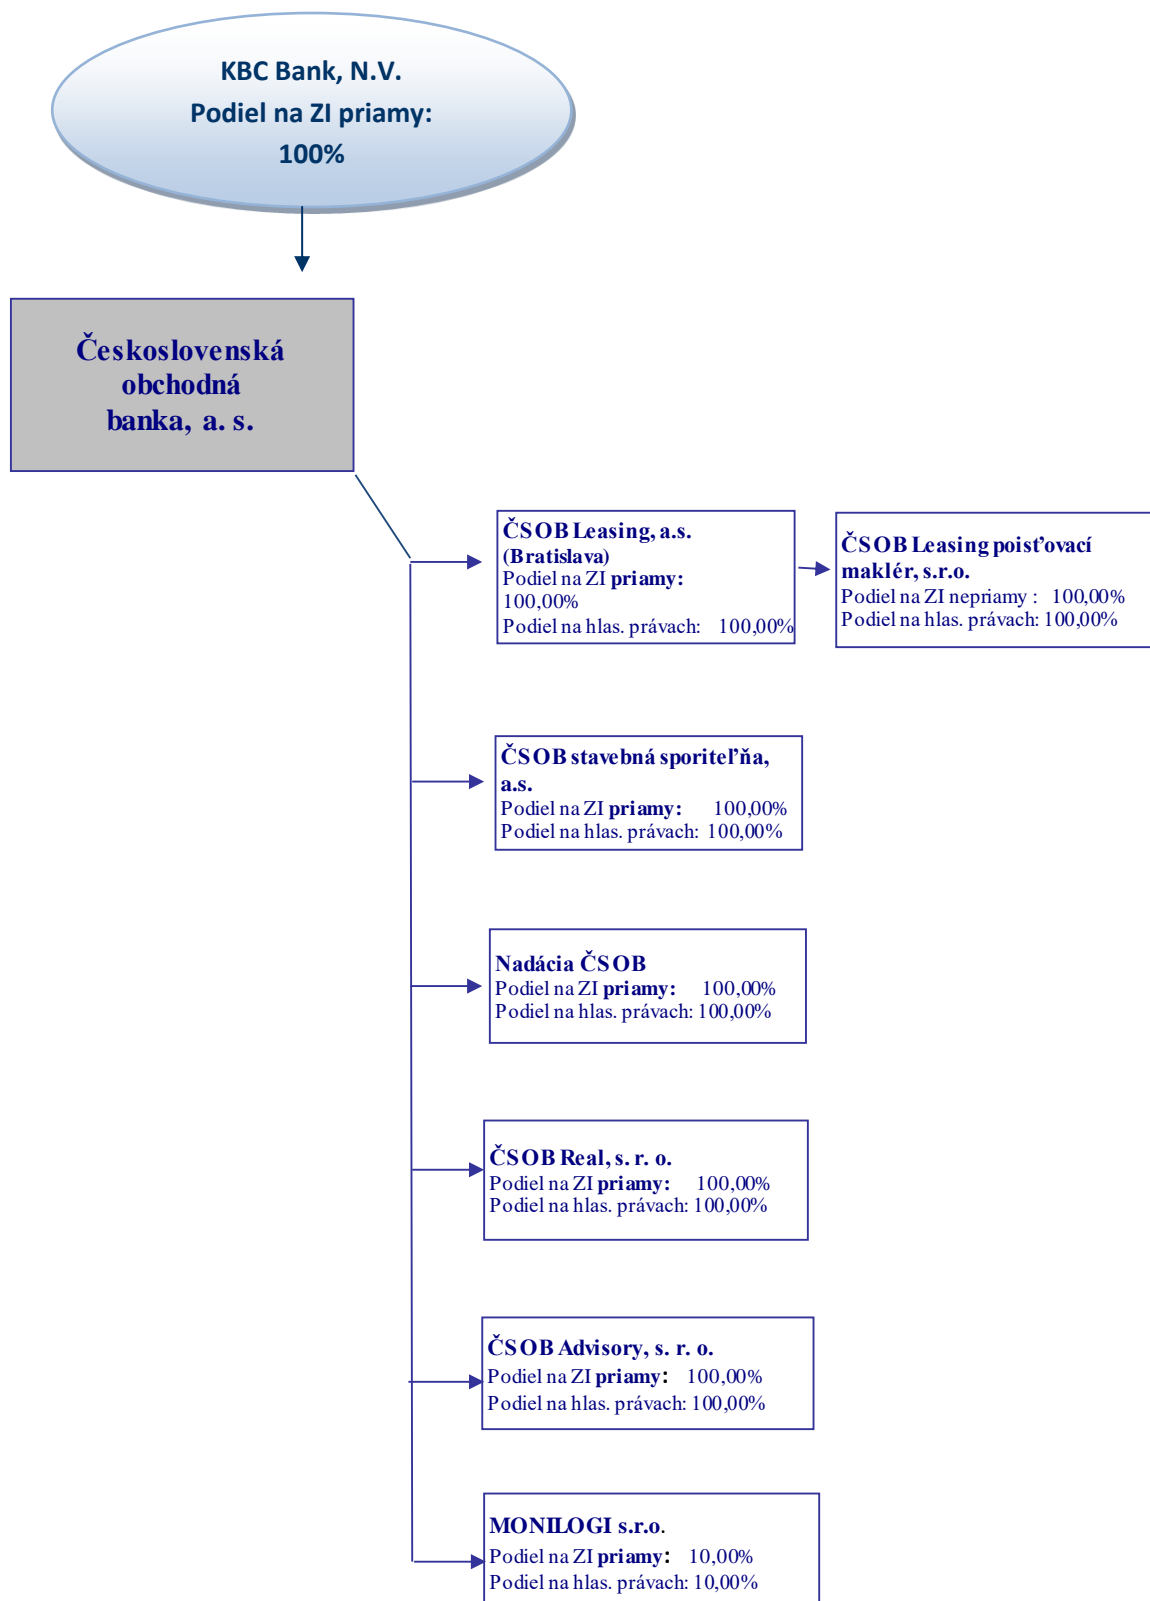 KBC Bank, N.V.
Podiel na ZI priamy:
100%
Československá
obchodná
banka, a. s.
ČSOB Leasing, a.s.
(Bratislava)
Podiel na ZI priamy:
100,00%
Podiel na hlas. právach: 100,00%
ČSOB Leasing poisťovací
maklér, s.r.o.
Podiel na ZI nepriamy : 100,00%
Podiel na hlas. právach: 100,00%
ČSOB stavebná sporiteľňa,
a.s.
Podiel na ZI priamy: 100,00%
Podiel na hlas. právach: 100,00%
Nadácia ČSOB
Podiel na ZI priamy: 100,00%
Podiel na hlas. právach: 100,00%
ČSOB Real, s. r. o.
Podiel na ZI priamy: 100,00%
Podiel na hlas. právach: 100,00%
ČSOB Advisory, s. r. o.
Podiel na ZI priamy: 100,00%
Podiel na hlas. právach: 100,00%
MONILOGI s.r.o.
Podiel na ZI priamy: 10,00%
Podiel na hlas. právach: 10,00%